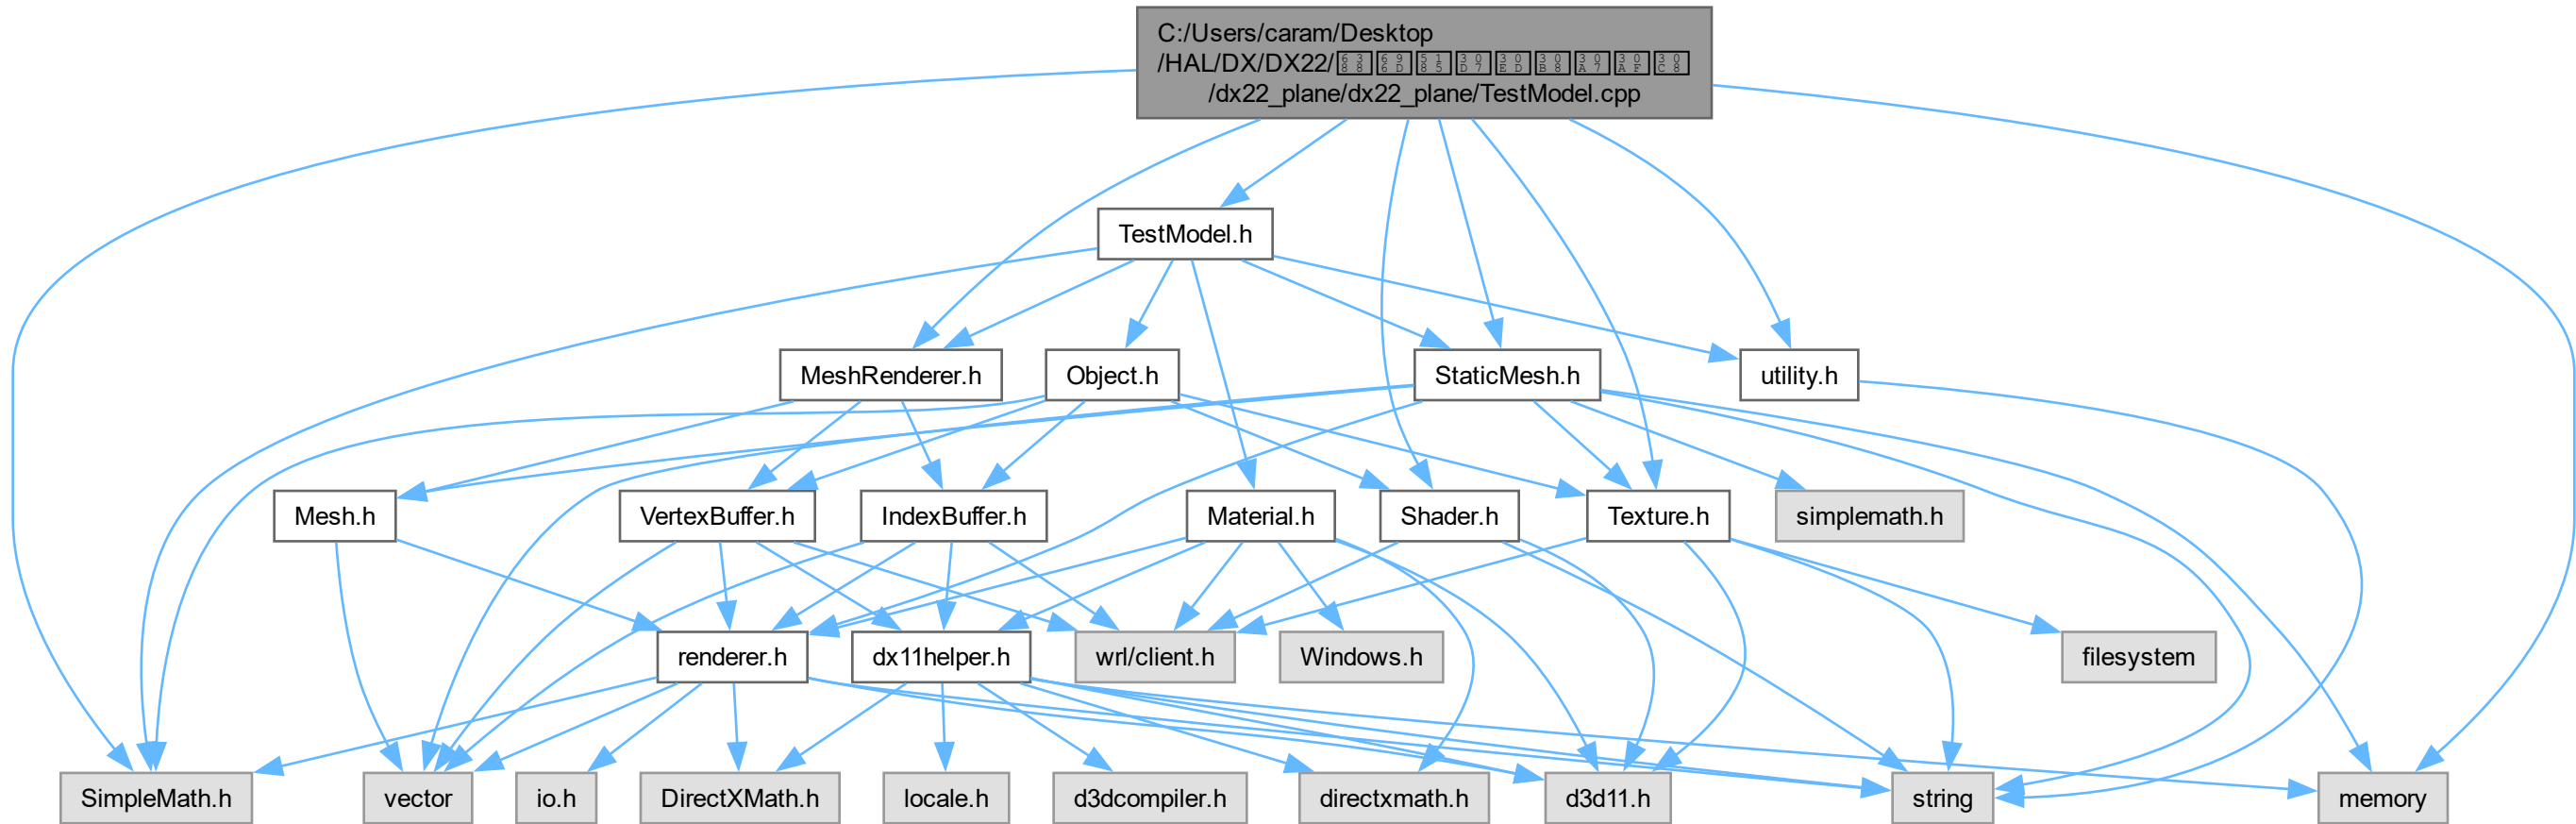 C:/Users/caram/Desktop
/HAL/DX/DX22/
/dx22_plane/dx22_plane/TestModel.cpp
TestModel.h
MeshRenderer.h
Object.h
StaticMesh.h
utility.h
Mesh.h
VertexBuffer.h
IndexBuffer.h
Material.h
Shader.h
Texture.h
simplemath.h
renderer.h
dx11helper.h
wrl/client.h
Windows.h
filesystem
SimpleMath.h
vector
io.h
DirectXMath.h
locale.h
d3dcompiler.h
directxmath.h
d3d11.h
string
memory